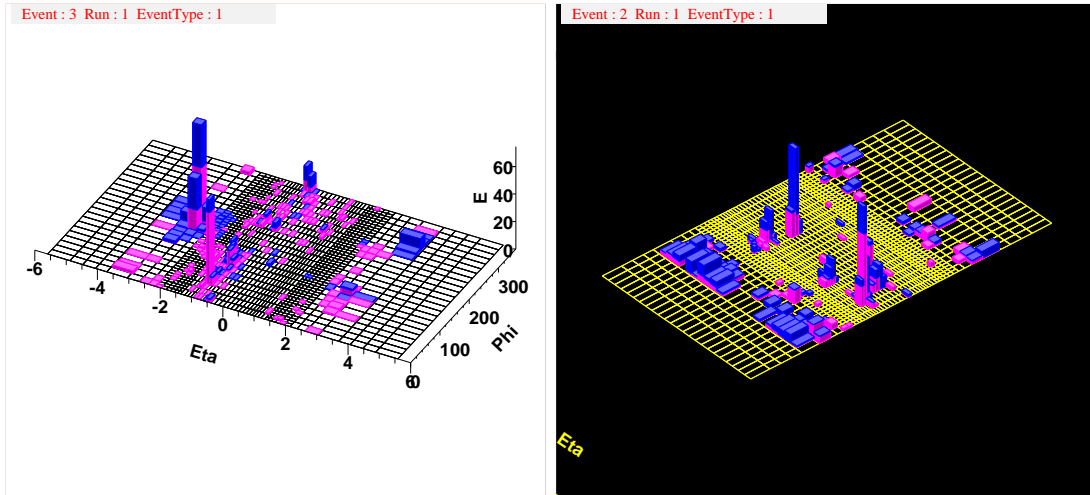 Event : 3 Run : 1 EventType : 1
Event : 2 Run : 1 EventType : 1
60
40
20
0
E
-6
-4
-2
0
2
4
6
0
100
200
300
Eta
Phi
Eta